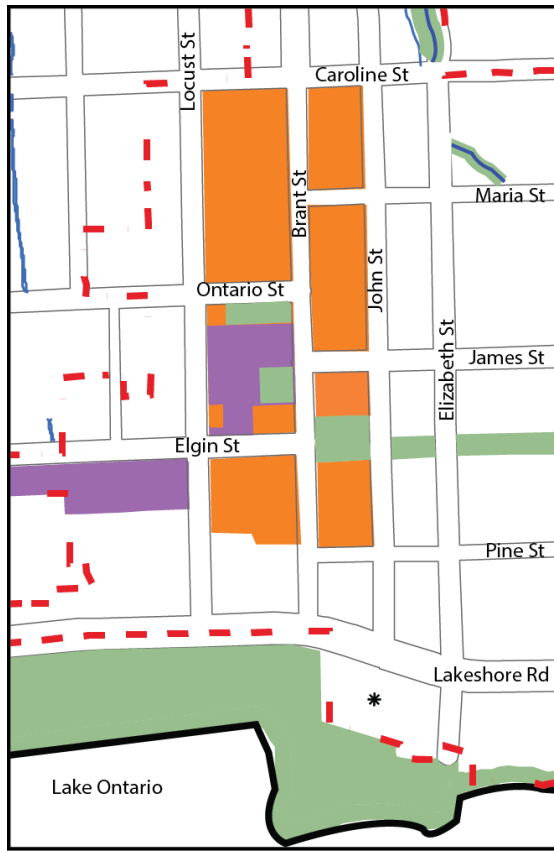 Locust St
Caroline St
Brant St
Maria St
John St
Ontario St
Elizabeth St
James St
Elgin St
Pine St
Lakeshore Rd
*
Lake Ontario